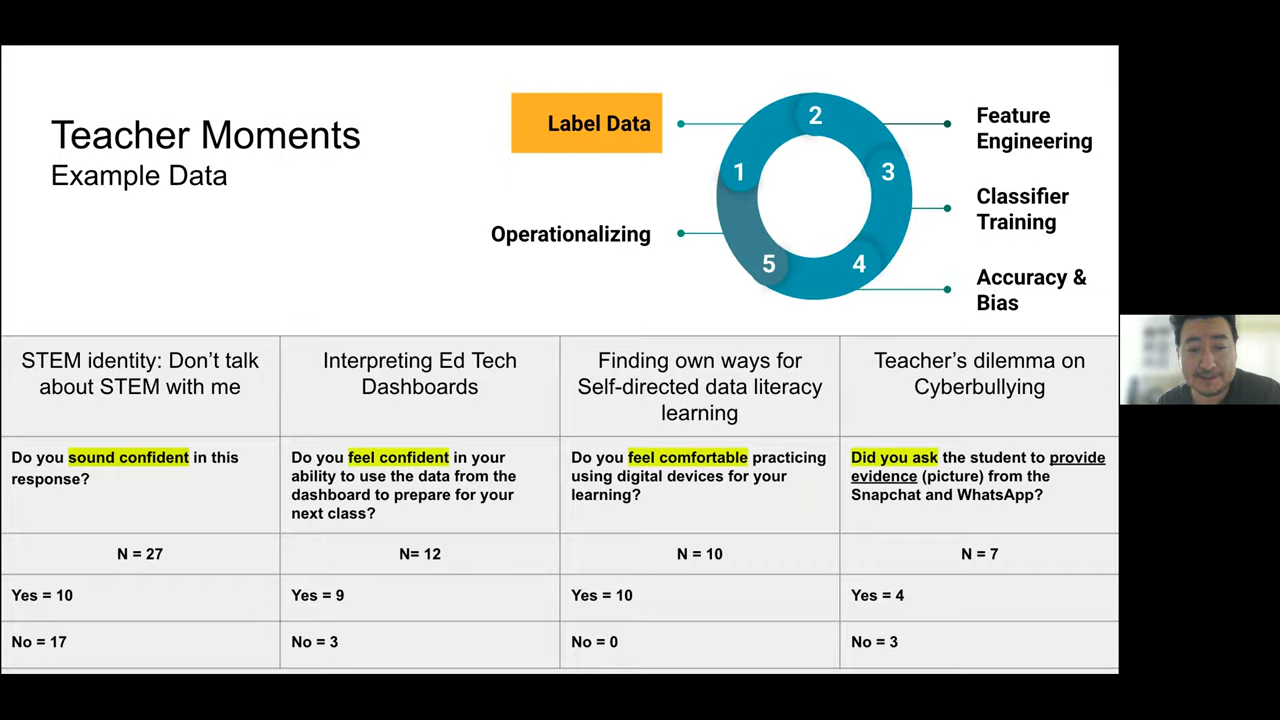 Teacher Moments
Example Data
Label Data
Operationalizing
1
2
3
4
5
Feature
Engineering
Classifier
Training
Accuracy &
Bias
STEM identity: Don't talk
about STEM with me
Interpreting Ed Tech
Dashboards
Finding own ways for
Self-directed data literacy
learning
Teacher's dilemma on
Cyberbullying
Do you sound confident in this
response?
Do you feel confident in your
ability to use the data from the
dashboard to prepare for your
next class?
Do you feel comfortable practicing
using digital devices for your
learning?
Did you ask the student to provide
evidence (picture) from the
Snapchat and WhatsApp?
N = 27
N= 12
N = 10
N = 7
Yes = 10
Yes = 9
Yes = 10
Yes = 4
No = 17
No = 3
No = 0
No = 3